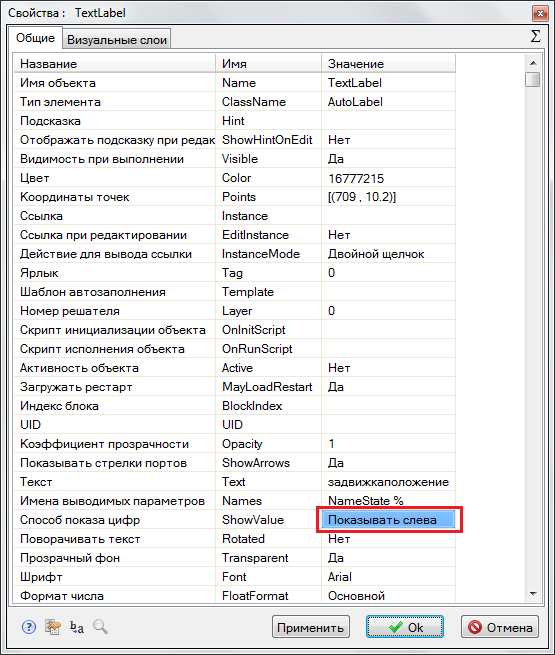 Свойства :   TextLabel
Общие Визуальные слои Σ
Название Имя Значение
Имя объекта Name TextLabel
Тип элемента ClassName AutoLabel
Подсказка Hint
Отображать подсказку при редак ShowHintOnEdit Нет
Видимость при выполнении Visible Да
Цвет Color 16777215
Координаты точек Points [(709 , 10.2)]
Ссылка Instance
Ссылка при редактировании EditInstance Нет
Действие для вывода ссылки InstanceMode Двойной щелчок
Ярлык Tag 0
Шаблон автозаполнения Template
Номер решателя Layer 0
Скрипт инициализации объекта OnInitScript
Скрипт исполнения объекта OnRunScript
Активность объекта Active Нет
Загружать рестарт MayLoadRestart Да
Индекс блока BlockIndex
UID UID
Коэффициент прозрачности Opacity 1
Показывать стрелки портов ShowArrows Да
Текст Text задвижкаположение
Имена выводимых параметров Names NameState %
Способ показа цифр ShowValue Показывать слева
Поворачивать текст Rotated Нет
Прозрачный фон Transparent Да
Шрифт Font Arial
Формат числа FloatFormat Основной
? ba Применить Ok Отмена